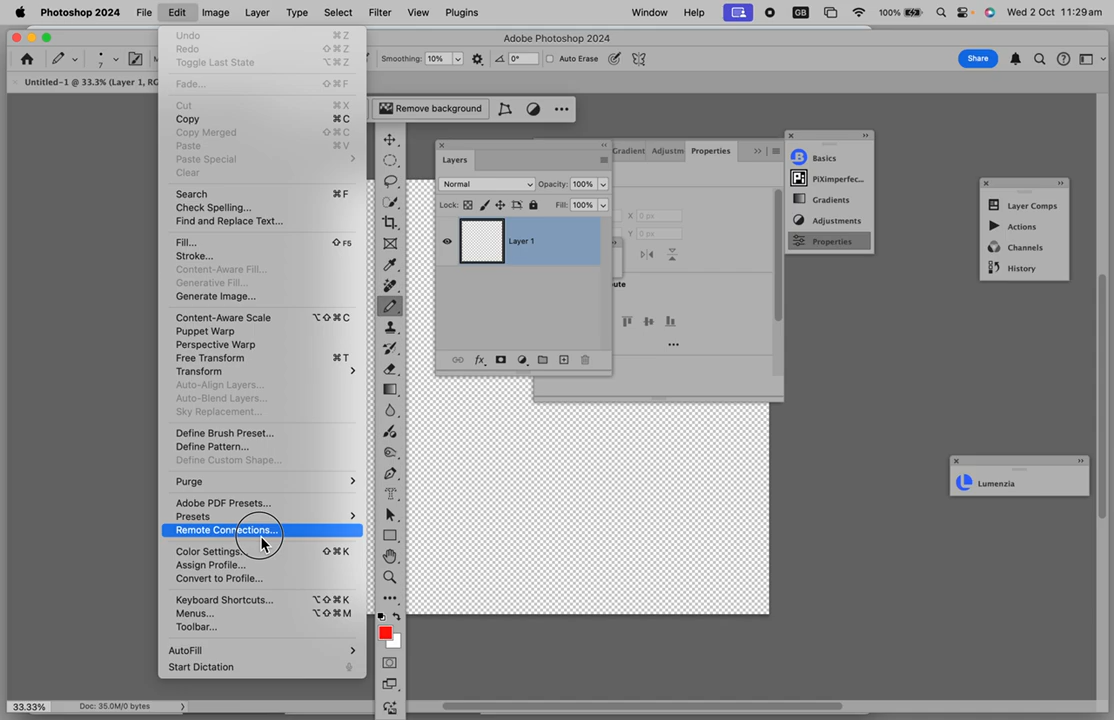 Photoshop 2024 File Edit Image Layer Type Select Filter View Plugins Window Help GB 100% Wed 2 Oct 11:29am
Adobe Photoshop 2024
7 Smoothing: 10% 0° Auto Erase Share
Untitled-1 @ 33.3% (Layer 1, RG
Undo ⌘Z
Redo ⇧⌘Z
Toggle Last State ⌥⌘Z
Fade... ⇧⌘F
Cut ⌘X
Copy ⌘C
Copy Merged ⇧⌘C
Paste ⌘V
Paste Special
Clear
Search ⌘F
Check Spelling...
Find and Replace Text...
Fill... ⇧F5
Stroke...
Content-Aware Fill...
Generative Fill...
Generate Image...
Content-Aware Scale ⌥⇧⌘C
Puppet Warp
Perspective Warp
Free Transform ⌘T
Transform
Auto-Align Layers...
Auto-Blend Layers...
Sky Replacement...
Define Brush Preset...
Define Pattern...
Define Custom Shape...
Purge
Adobe PDF Presets...
Presets
Remote Connections...
Color Settings... ⇧⌘K
Assign Profile...
Convert to Profile...
Keyboard Shortcuts... ⌥⇧⌘K
Menus... ⌥⇧⌘M
Toolbar...
AutoFill
Start Dictation
Remove background
Layers
Normal Opacity: 100%
Lock: Fill: 100%
Layer 1
fx
Gradient Adjustm Properties
X 0 px
Y 0 px
Basics
PiXimperfec...
Gradients
Adjustments
Properties
Layer Comps
Actions
Channels
History
Lumenzia
33.33% Doc: 35.0M/0 bytes